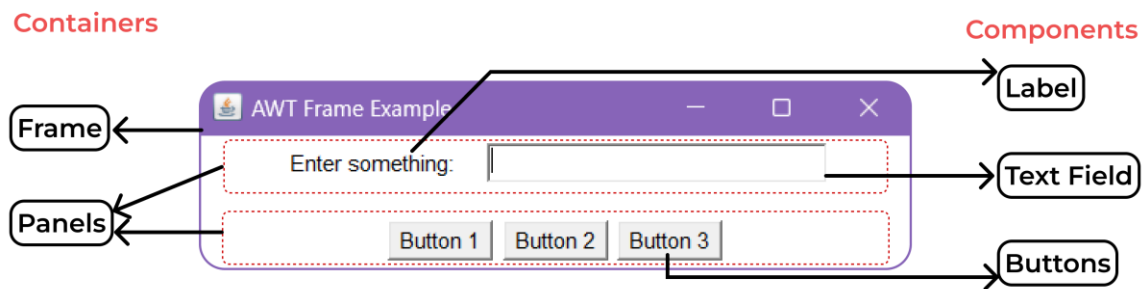 Containers
Components
Label
AWT Frame Example
Frame
Enter something:
Text Field
Panels
Button 1 Button 2 Button 3
Buttons